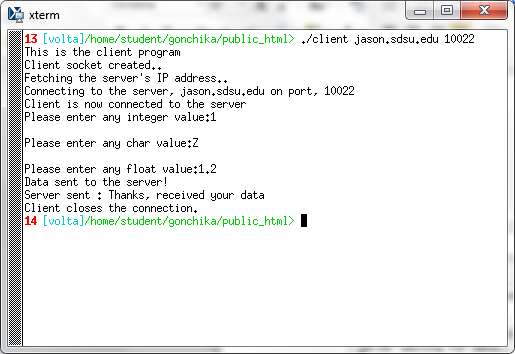 xterm
13 [volta]/home/student/gonchika/public_html> ./client jason.sdsu.edu 10022
This is the client program
Client socket created..
Fetching the server's IP address..
Connecting to the server, jason.sdsu.edu on port, 10022
Client is now connected to the server
Please enter any integer value:1
Please enter any char value:Z
Please enter any float value:1.2
Data sent to the server!
Server sent : Thanks, received your data
Client closes the connection.
14 [volta]/home/student/gonchika/public_html>